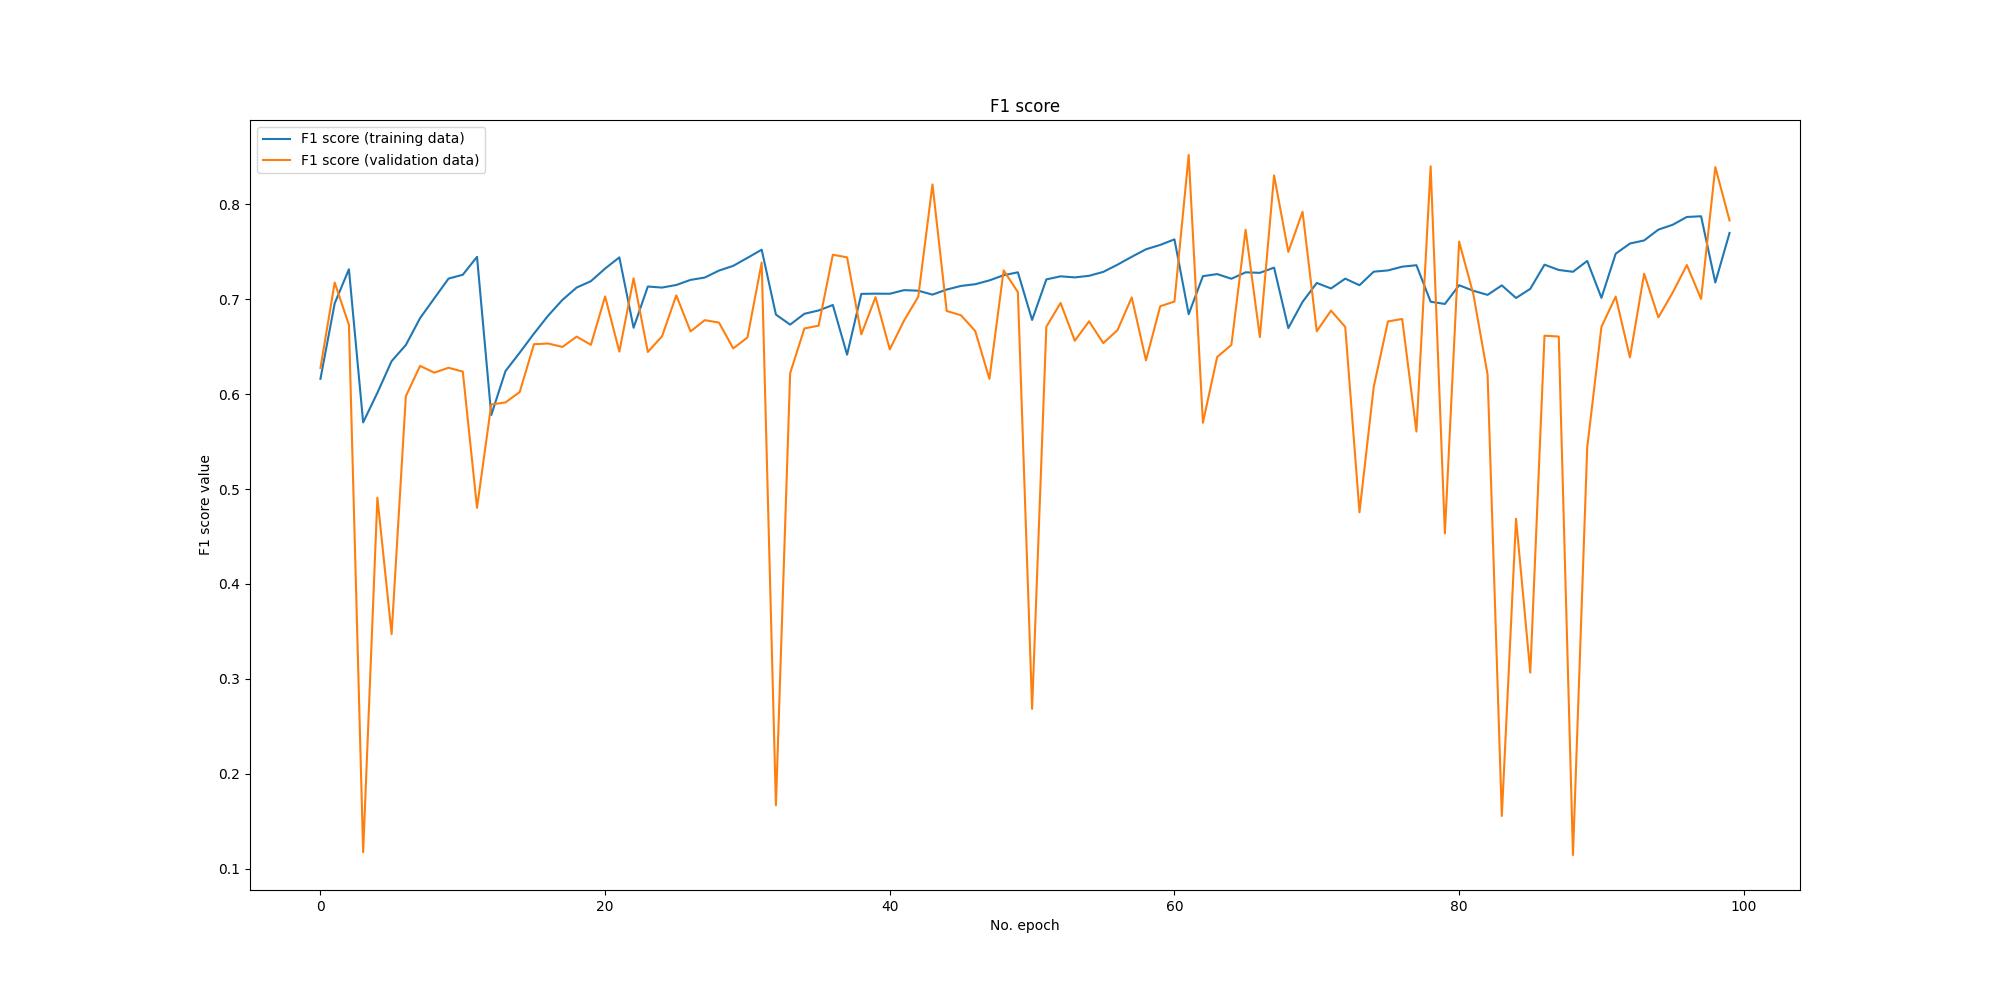 F1 score
F1 score (training data)
F1 score (validation data)
F1 score value
0.8
0.7
0.6
0.5
0.4
0.3
0.2
0.1
0 20 40 60 80 100
No. epoch